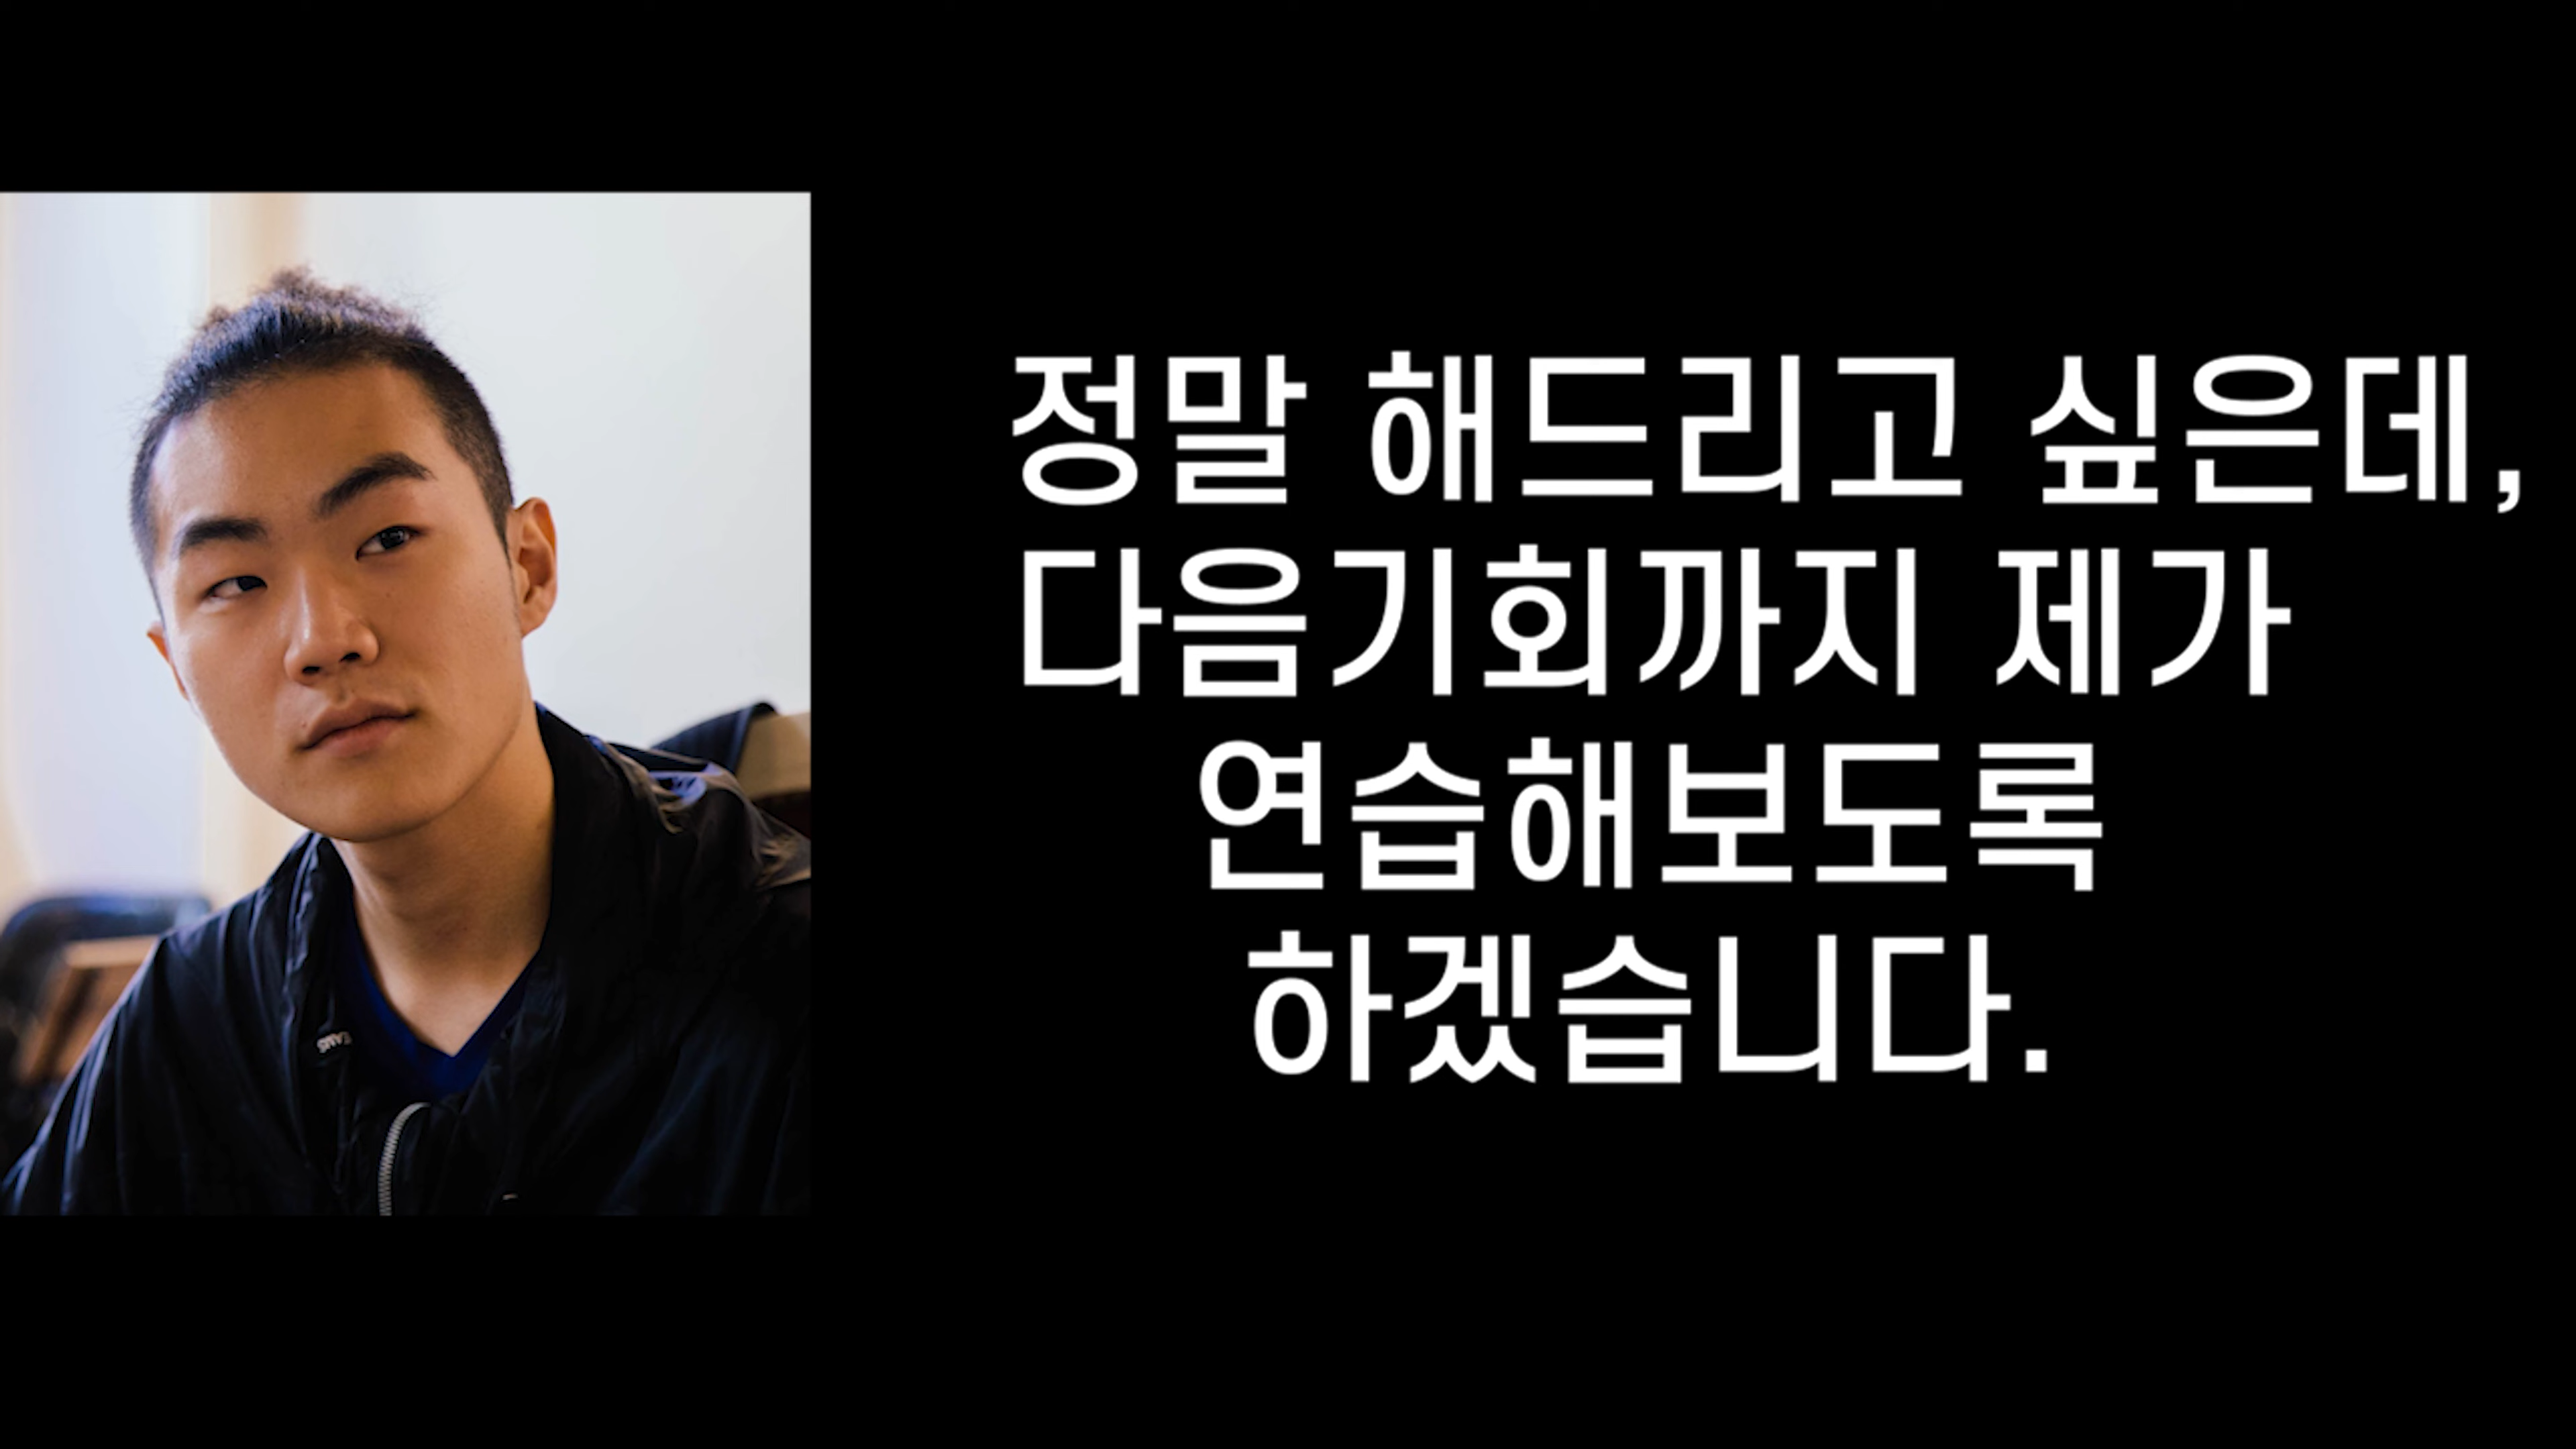 정말 해드리고 싶은데,
다음기회까지 제가
연습해보도록
하겠습니다.